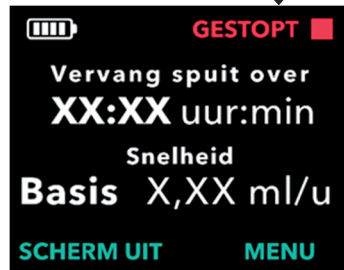 GESTOPT
Vervang spuit over
XX:XX uur:min
Snelheid
Basis X,XX ml/u
SCHERM UIT MENU